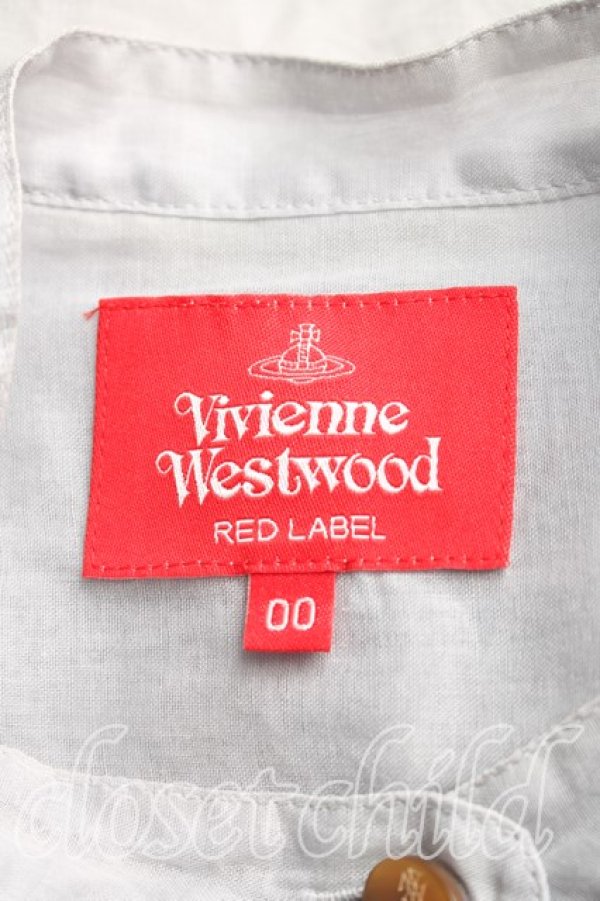 Vivienne
Westwood
RED LABEL
00
closet child